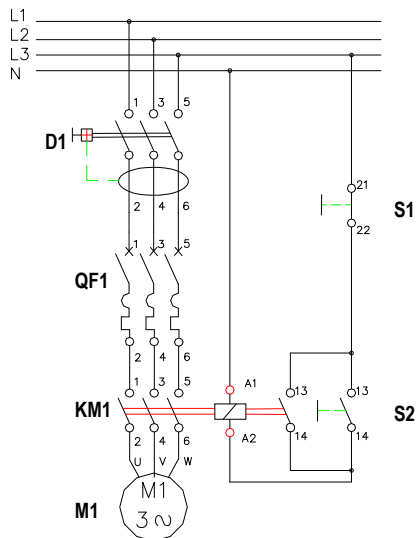 L1
L2
L3
N
1 3 5
D1
21
S1
2 4 6
22
1 3 5
QF1
2 4 6
1 3 5
A1
13 13
KM1
S2
2 4 6
A2
14 14
U V W
M1
M1
3∿